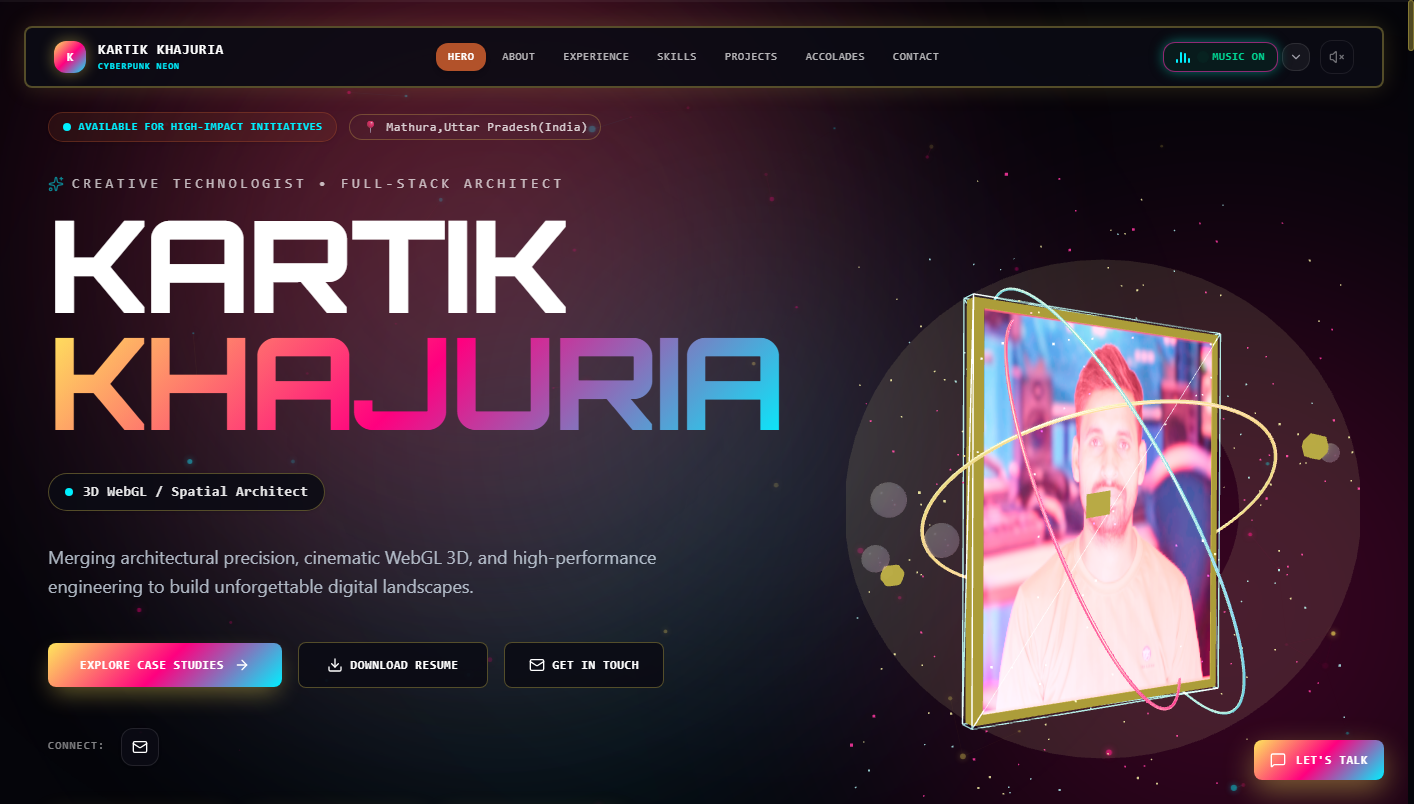 K
KARTIK KHAJURIA
CYBERPUNK NEON
HERO
ABOUT
EXPERIENCE
SKILLS
PROJECTS
ACCOLADES
CONTACT
MUSIC ON
AVAILABLE FOR HIGH-IMPACT INITIATIVES
📍 Mathura,Uttar Pradesh(India)
CREATIVE TECHNOLOGIST • FULL-STACK ARCHITECT
KARTIK
KHAJURIA
3D WebGL / Spatial Architect
Merging architectural precision, cinematic WebGL 3D, and high-performance
engineering to build unforgettable digital landscapes.
EXPLORE CASE STUDIES →
DOWNLOAD RESUME
GET IN TOUCH
CONNECT:
LET'S TALK